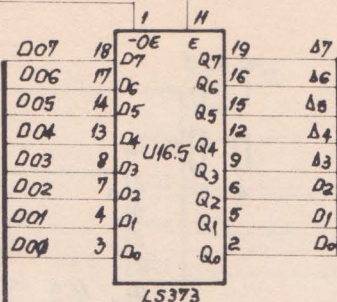 1 11
-OE E
DO7 18 D7 Q7 19 Δ7
DO6 17 D6 Q6 16 Δ6
DO5 14 D5 Q5 15 Δ5
DO4 13 D4 Q4 12 Δ4
DO3 8 D3 U16.5 Q3 9 Δ3
DO2 7 D2 Q2 6 D2
DO1 4 D1 Q1 5 D1
DO0 3 D0 Q0 2 D0
LS373